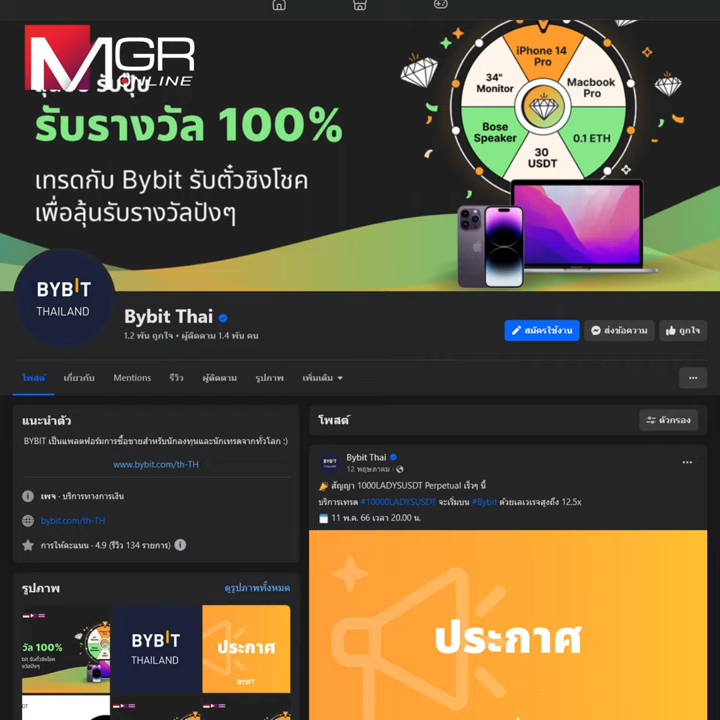 MGR
ONLINE
รับรางวัล 100%
เทรดกับ Bybit รับตั๋วชิงโชค
เพื่อลุ้นรับรางวัลปังๆ
iPhone 14
Pro
34"
Monitor
Macbook
Pro
Bose
Speaker
0.1 ETH
30
USDT
BYBIT
THAILAND
Bybit Thai
1.2 พัน ถูกใจ • ผู้ติดตาม 1.4 พัน คน
สมัครใช้งาน
ส่งข้อความ
ถูกใจ
โพสต์
เกี่ยวกับ
Mentions
รีวิว
ผู้ติดตาม
รูปภาพ
เพิ่มเติม
แนะนำตัว
BYBIT เป็นแพลตฟอร์มการซื้อขายสำหรับนักลงทุนและนักเทรดจากทั่วโลก :)
www.bybit.com/th-TH
เพจ · บริการทางการเงิน
bybit.com/th-TH
การให้คะแนน · 4.9 (รีวิว 134 รายการ)
รูปภาพ
ดูรูปภาพทั้งหมด
วัล 100%
BYBIT
THAILAND
ประกาศ
BYBIT
โพสต์
ตัวกรอง
BYBIT
Bybit Thai
12 พฤษภาคม ·
สัญญา 1000LADYSUSDT Perpetual เร็วๆ นี้
บริการเทรด #10000LADYSUSDT จะเริ่มบน #Bybit ด้วยเลเวเรจสูงถึง 12.5x
11 พ.ค. 66 เวลา 20.00 น.
ประกาศ